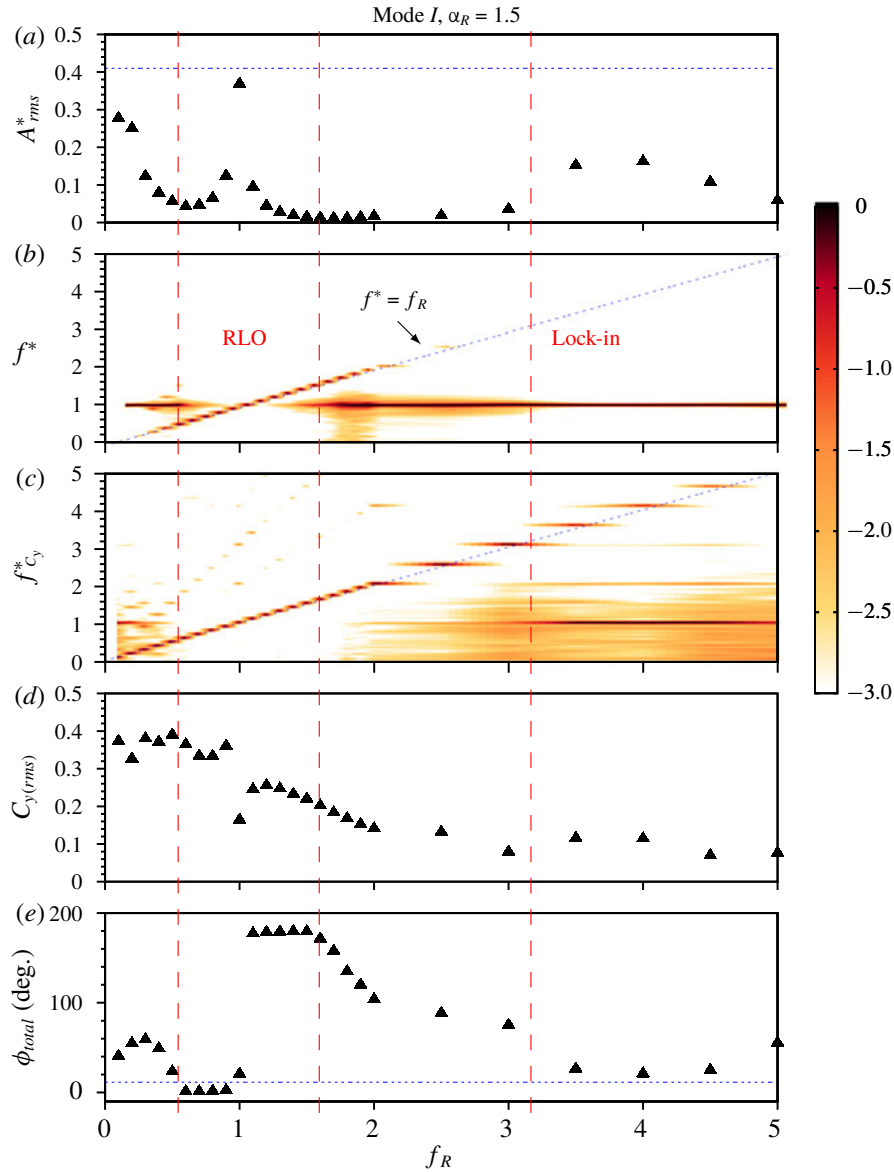 Mode I, αR = 1.5
(a)
0.5
0.4
0.3
0.2
0.1
0
A*rms
(b)
5
4
3
2
1
0
f*
f* = fR
RLO
Lock-in
(c)
5
4
3
2
1
0
f*Cy
(d)
0.5
0.4
0.3
0.2
0.1
0
Cy(rms)
(e)
200
100
0
ϕtotal (deg.)
0 1 2 3 4 5
fR
0
−0.5
−1.0
−1.5
−2.0
−2.5
−3.0